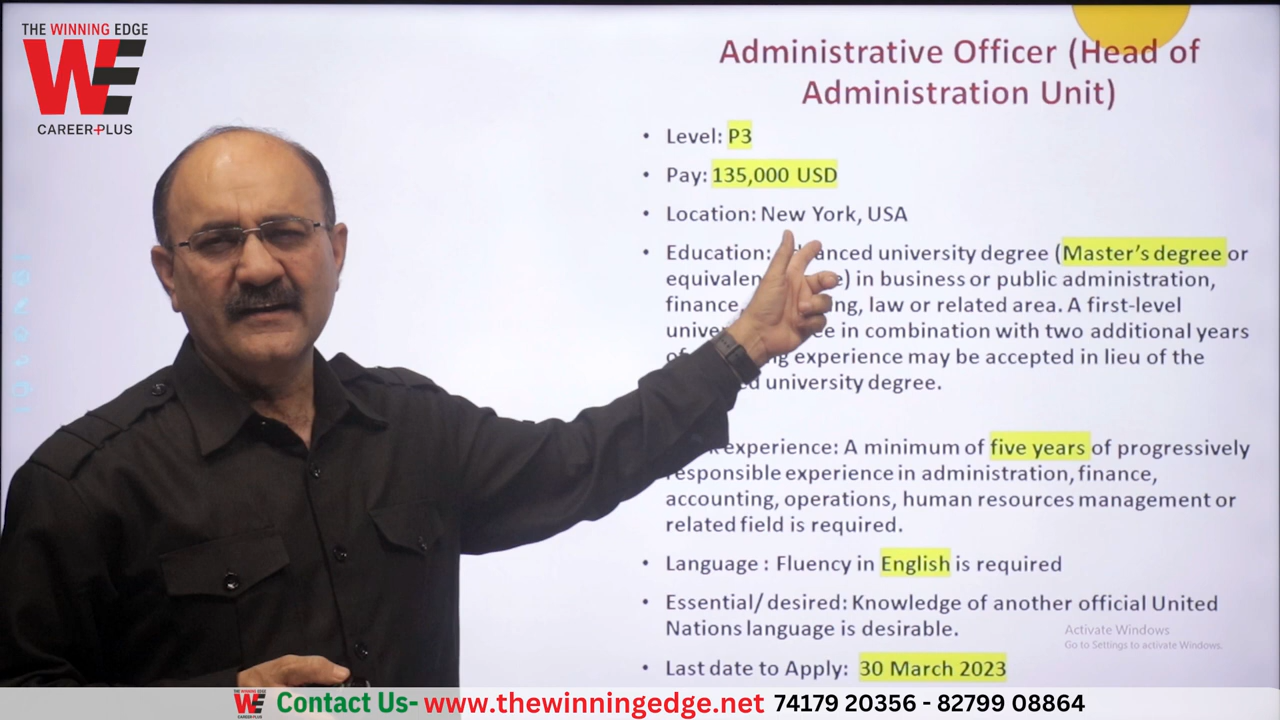 THE WINNING EDGE
WE
CAREER PLUS
Administrative Officer (Head of
Administration Unit)
• Level: P3
• Pay: 135,000 USD
• Location: New York, USA
• Education: degree (Master's degree or
in business or public administration,
finance, law or related area. A first-level
in combination with two additional years
experience may be accepted in lieu of the
university degree.
experience: A minimum of five years of progressively
responsible experience in administration, finance,
accounting, operations, human resources management or
related field is required.
• Language : Fluency in English is required
• Essential/ desired: Knowledge of another official United
Nations language is desirable.
• Last date to Apply: 30 March 2023
Activate Windows
Go to Settings to activate Windows.
THE WINNING EDGE
WE
CAREER PLUS
Contact Us- www.thewinningedge.net 74179 20356 - 82799 08864